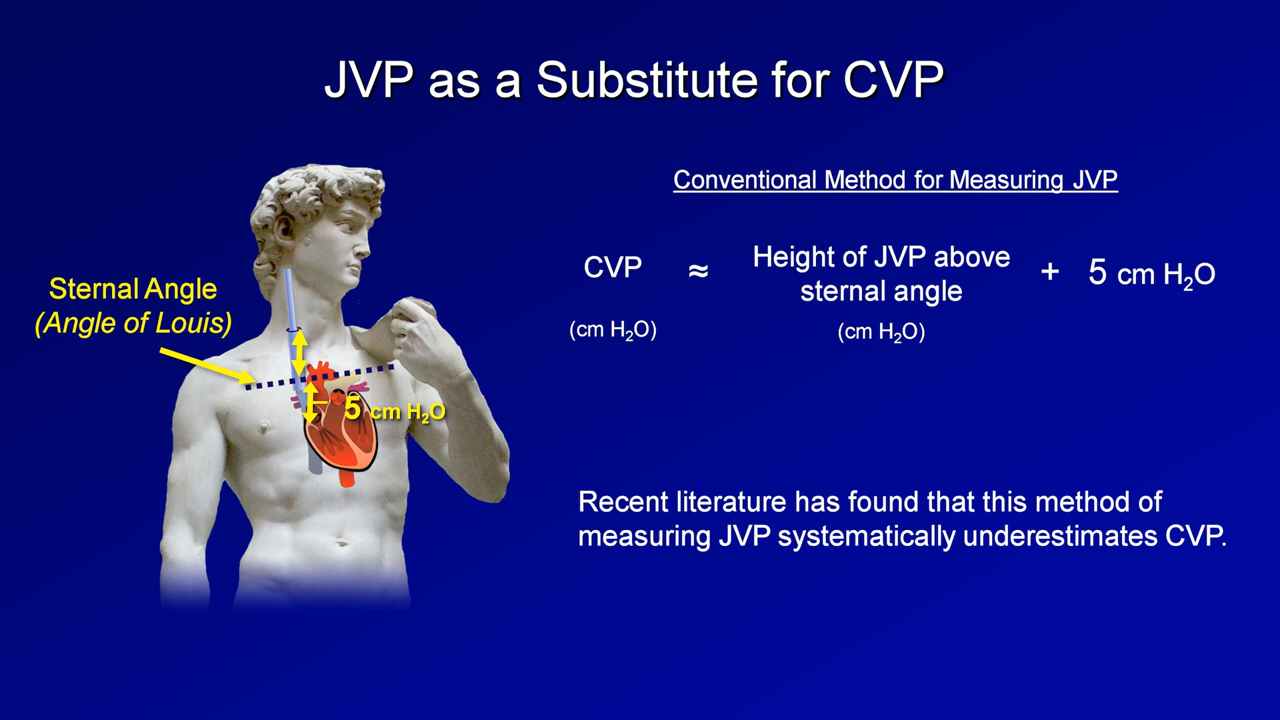 JVP as a Substitute for CVP
Conventional Method for Measuring JVP
CVP ≈ Height of JVP above + 5 cm H₂O
sternal angle
(cm H₂O) (cm H₂O)
Sternal Angle
(Angle of Louis)
5 cm H₂O
Recent literature has found that this method of
measuring JVP systematically underestimates CVP.